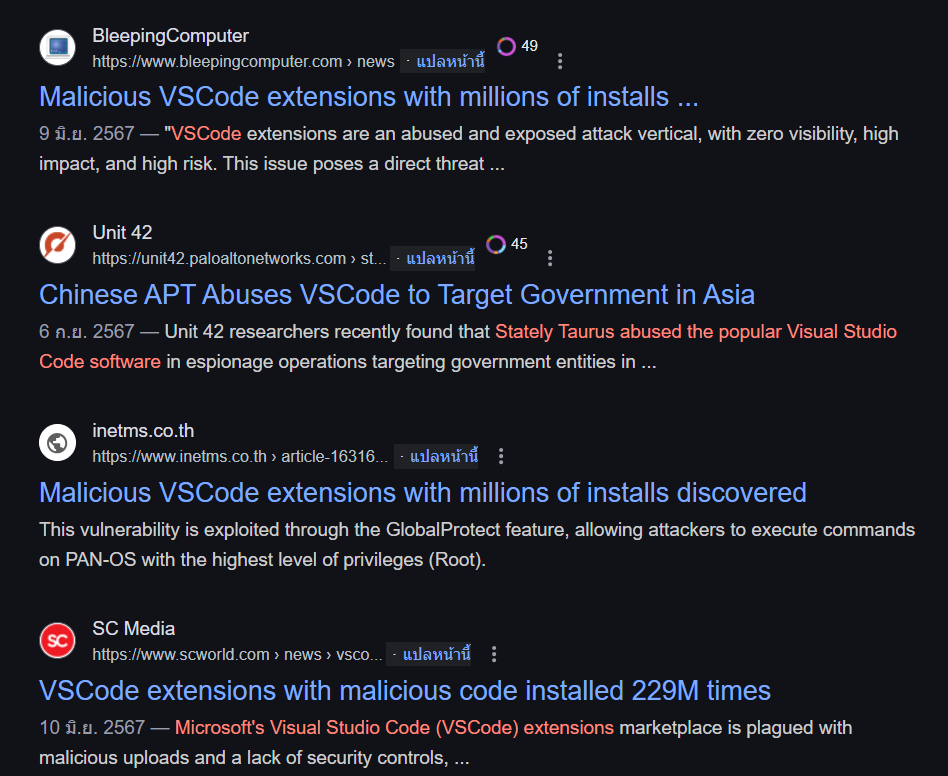 BleepingComputer
https://www.bleepingcomputer.com › news · แปลหน้านี้ 49
Malicious VSCode extensions with millions of installs ...
9 มิ.ย. 2567 — "VSCode extensions are an abused and exposed attack vertical, with zero visibility, high
impact, and high risk. This issue poses a direct threat ...
Unit 42
https://unit42.paloaltonetworks.com › st... · แปลหน้านี้ 45
Chinese APT Abuses VSCode to Target Government in Asia
6 ก.ย. 2567 — Unit 42 researchers recently found that Stately Taurus abused the popular Visual Studio
Code software in espionage operations targeting government entities in ...
inetms.co.th
https://www.inetms.co.th › article-16316... · แปลหน้านี้
Malicious VSCode extensions with millions of installs discovered
This vulnerability is exploited through the GlobalProtect feature, allowing attackers to execute commands
on PAN-OS with the highest level of privileges (Root).
SC
SC Media
https://www.scworld.com › news › vsco... · แปลหน้านี้
VSCode extensions with malicious code installed 229M times
10 มิ.ย. 2567 — Microsoft's Visual Studio Code (VSCode) extensions marketplace is plagued with
malicious uploads and a lack of security controls, ...